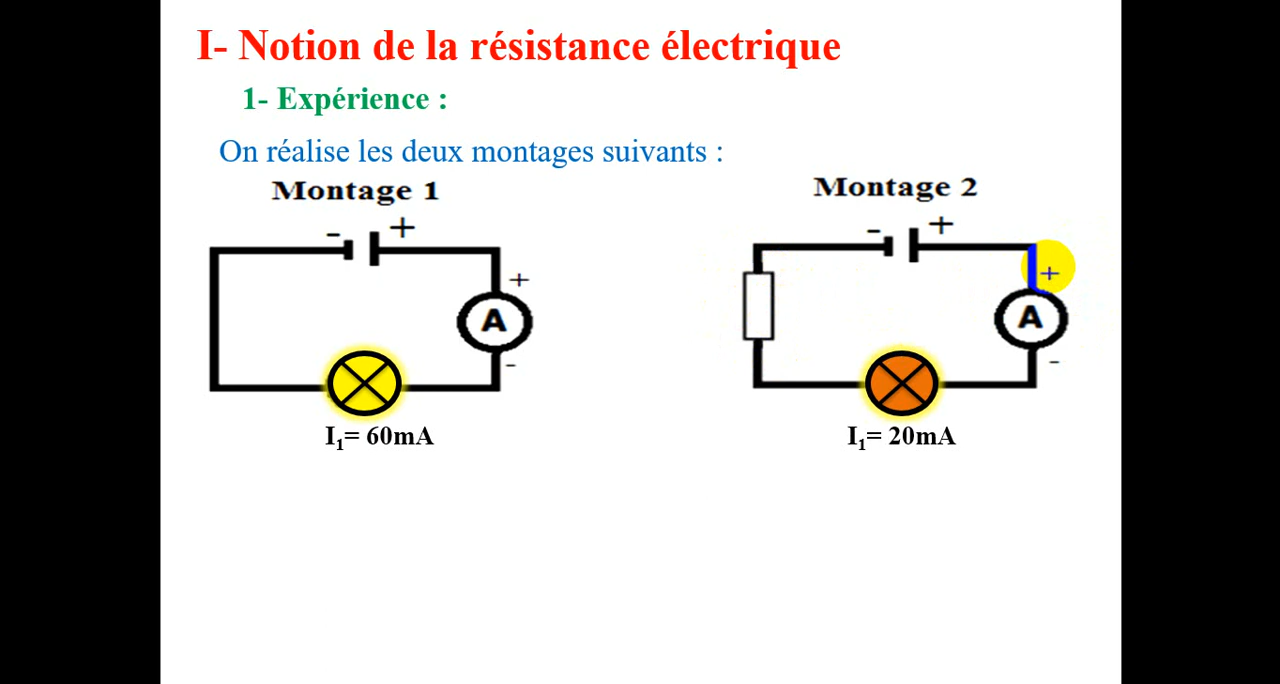 I- Notion de la résistance électrique
1- Expérience :
On réalise les deux montages suivants :
Montage 1
- +
+
A
-
I₁= 60mA
Montage 2
- +
+
A
-
I₁= 20mA